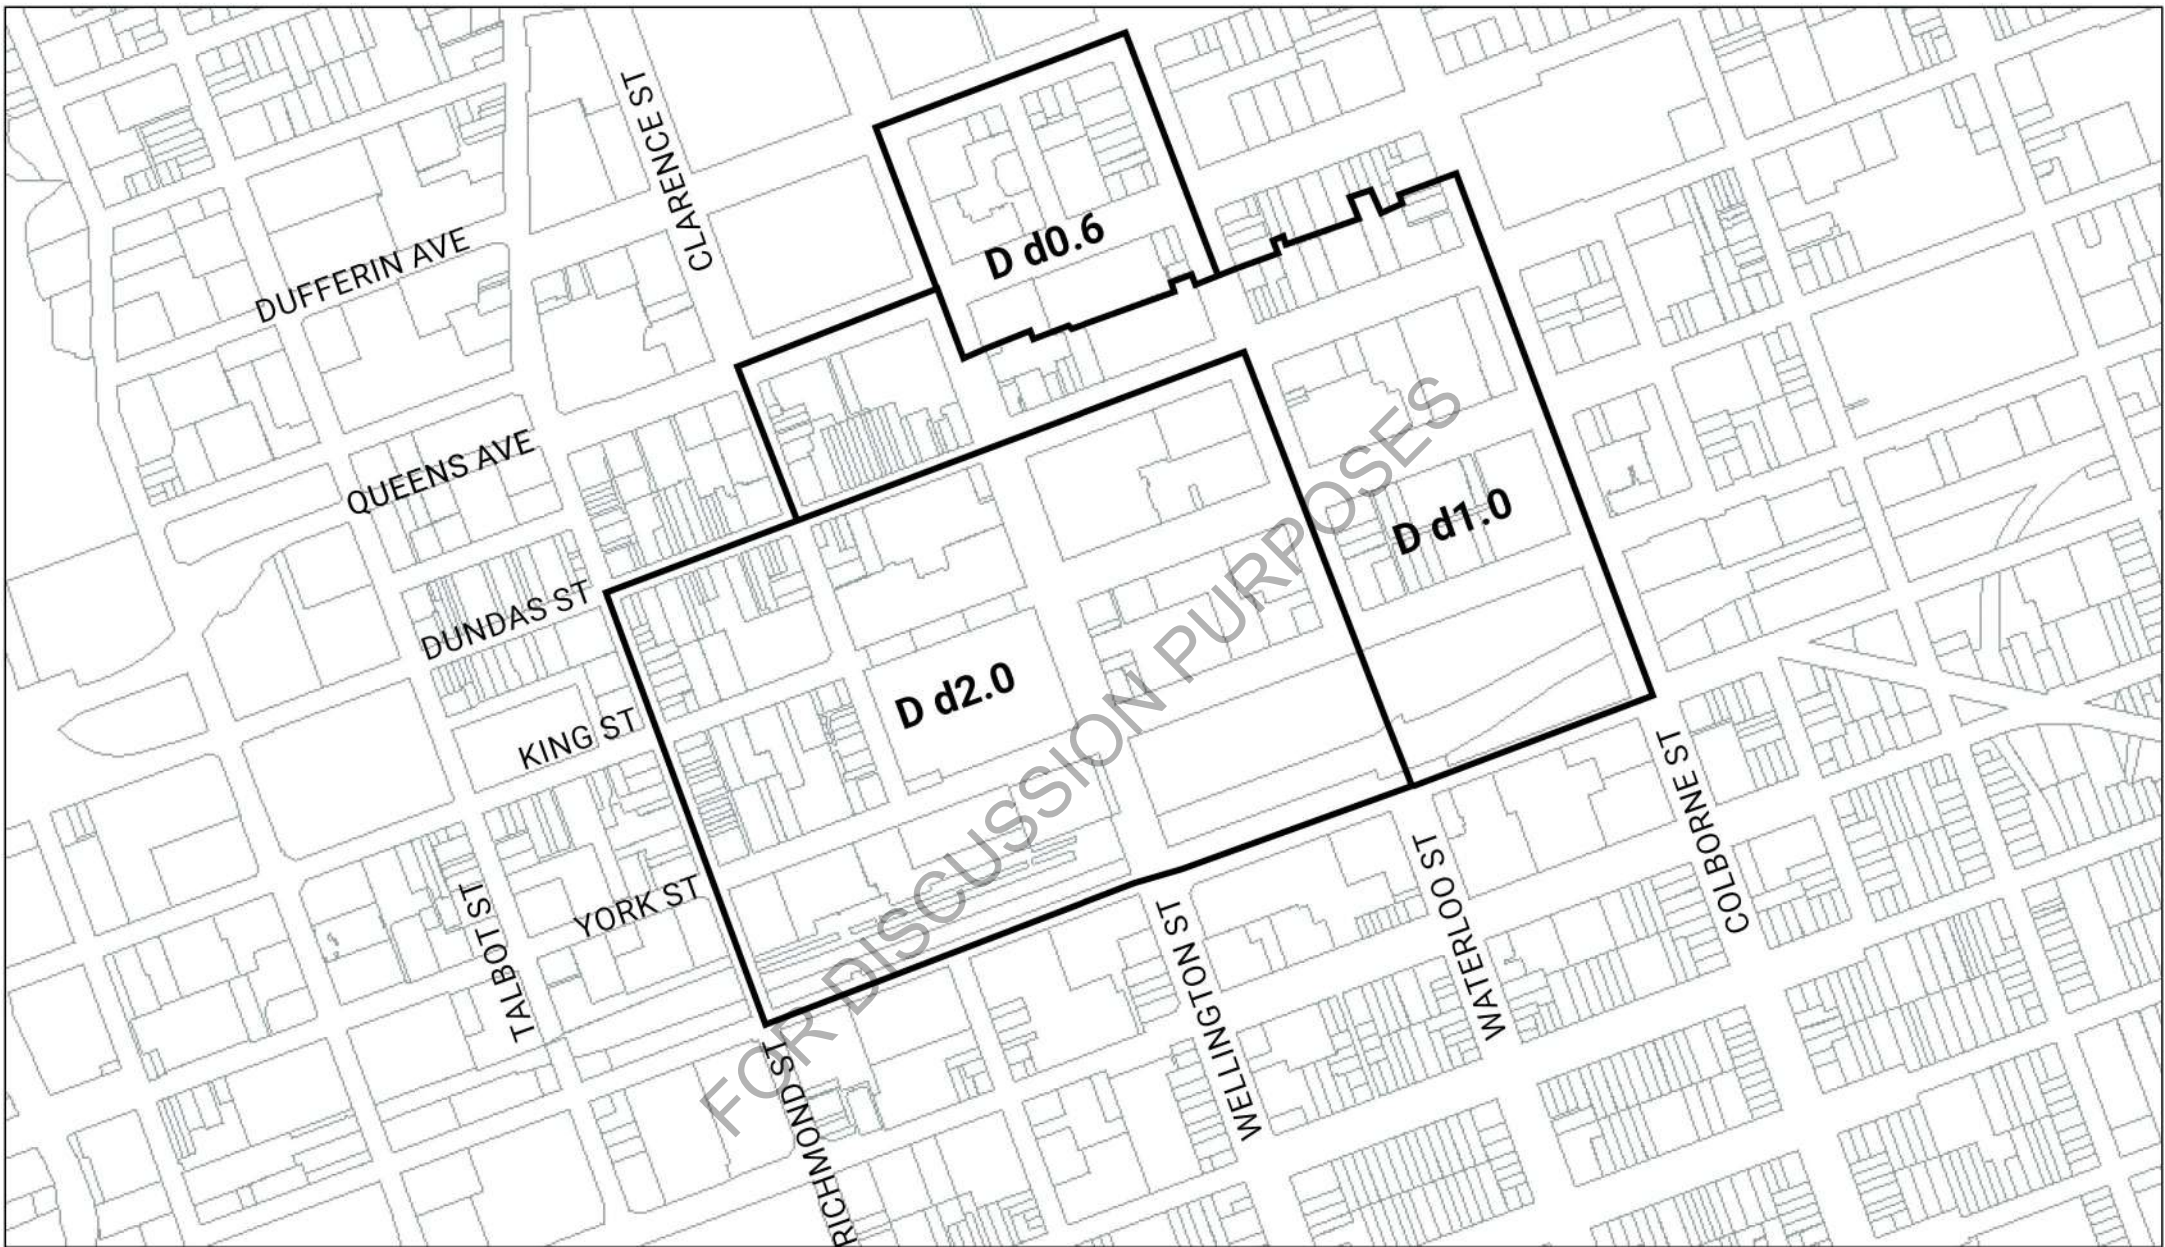 CLARENCE ST
D d0.6
DUFFERIN AVE
QUEENS AVE
D d1.0
DUNDAS ST
D d2.0
KING ST
FOR DISCUSSION PURPOSES
YORK ST
TALBOT ST
COLBORNE ST
WATERLOO ST
WELLINGTON ST
RICHMOND ST